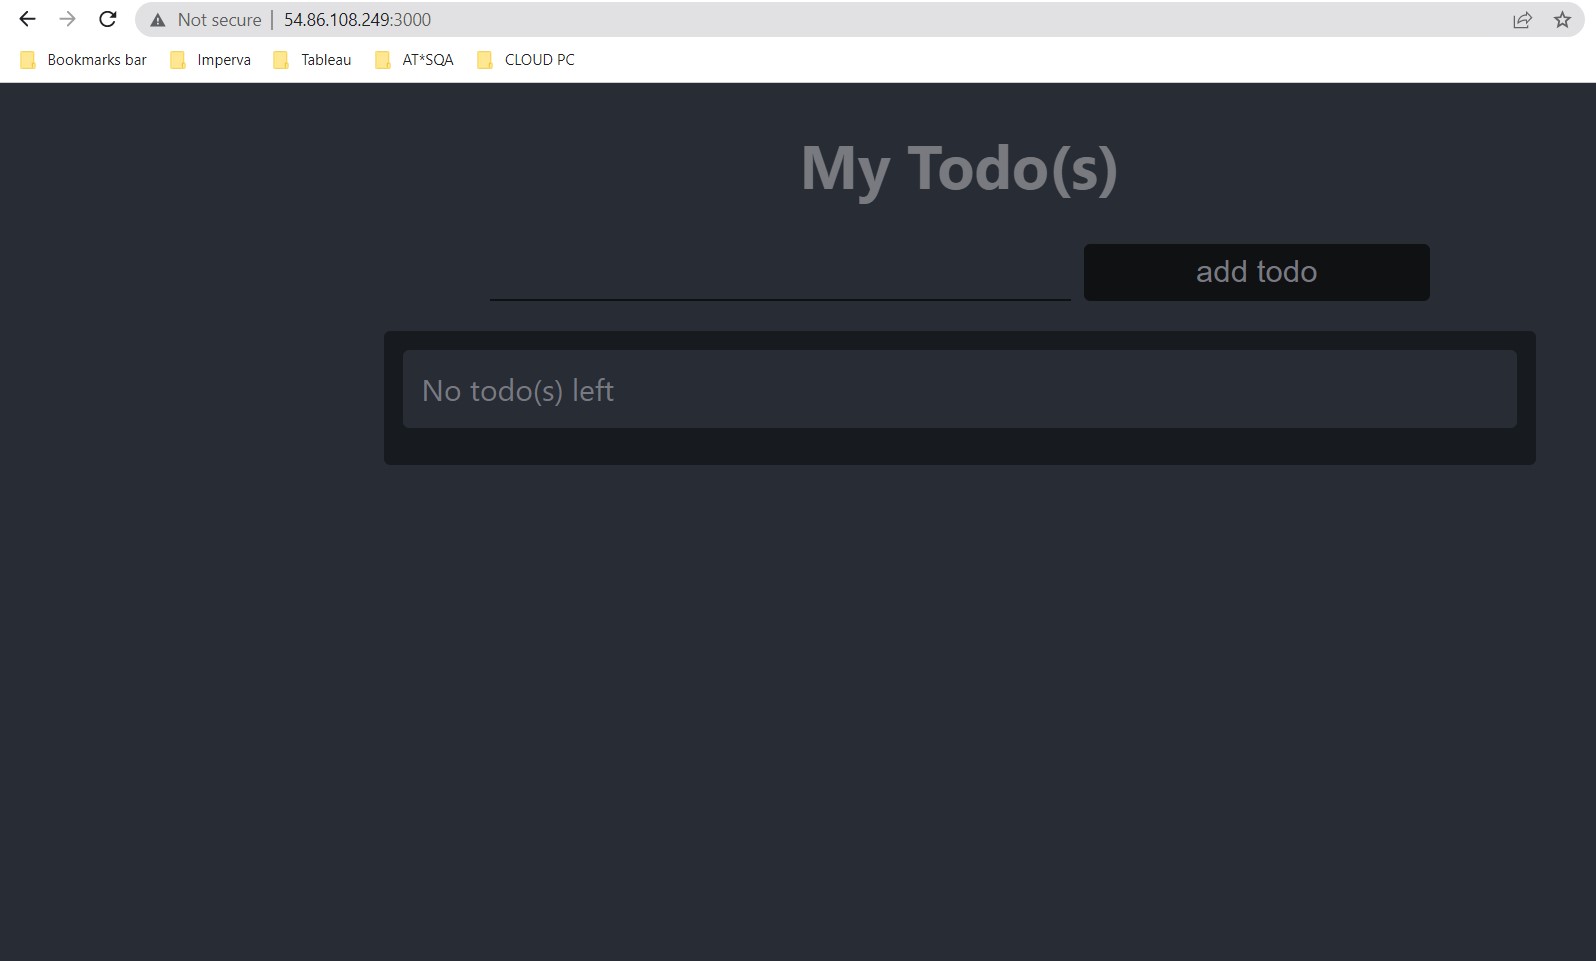 Not secure | 54.86.108.249:3000
Bookmarks bar Imperva Tableau AT*SQA CLOUD PC
My Todo(s)
add todo
No todo(s) left